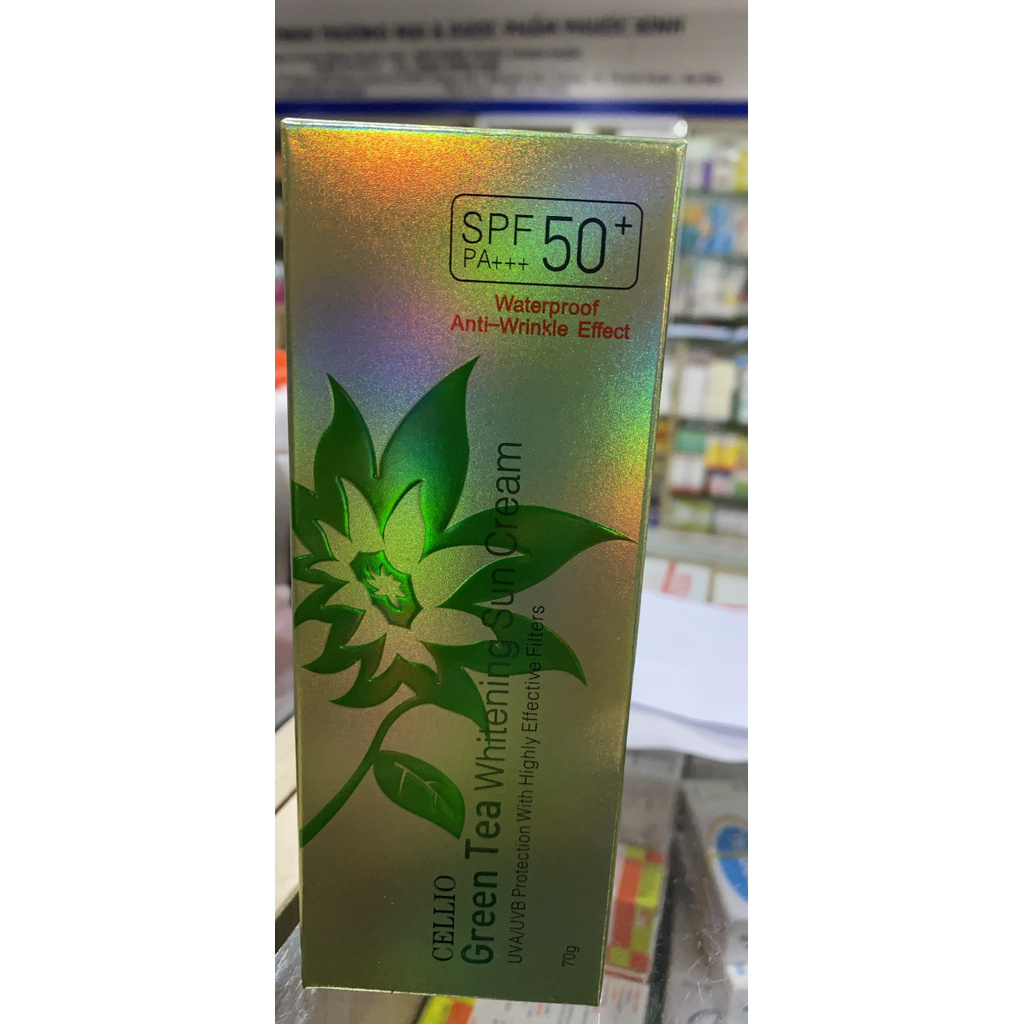 SPF
PA+++ 50+
Waterproof
Anti-Wrinkle Effect
CELLIO
Green Tea Whitening Sun Cream
UVA/UVB Protection With Highly Effective Filters
70g